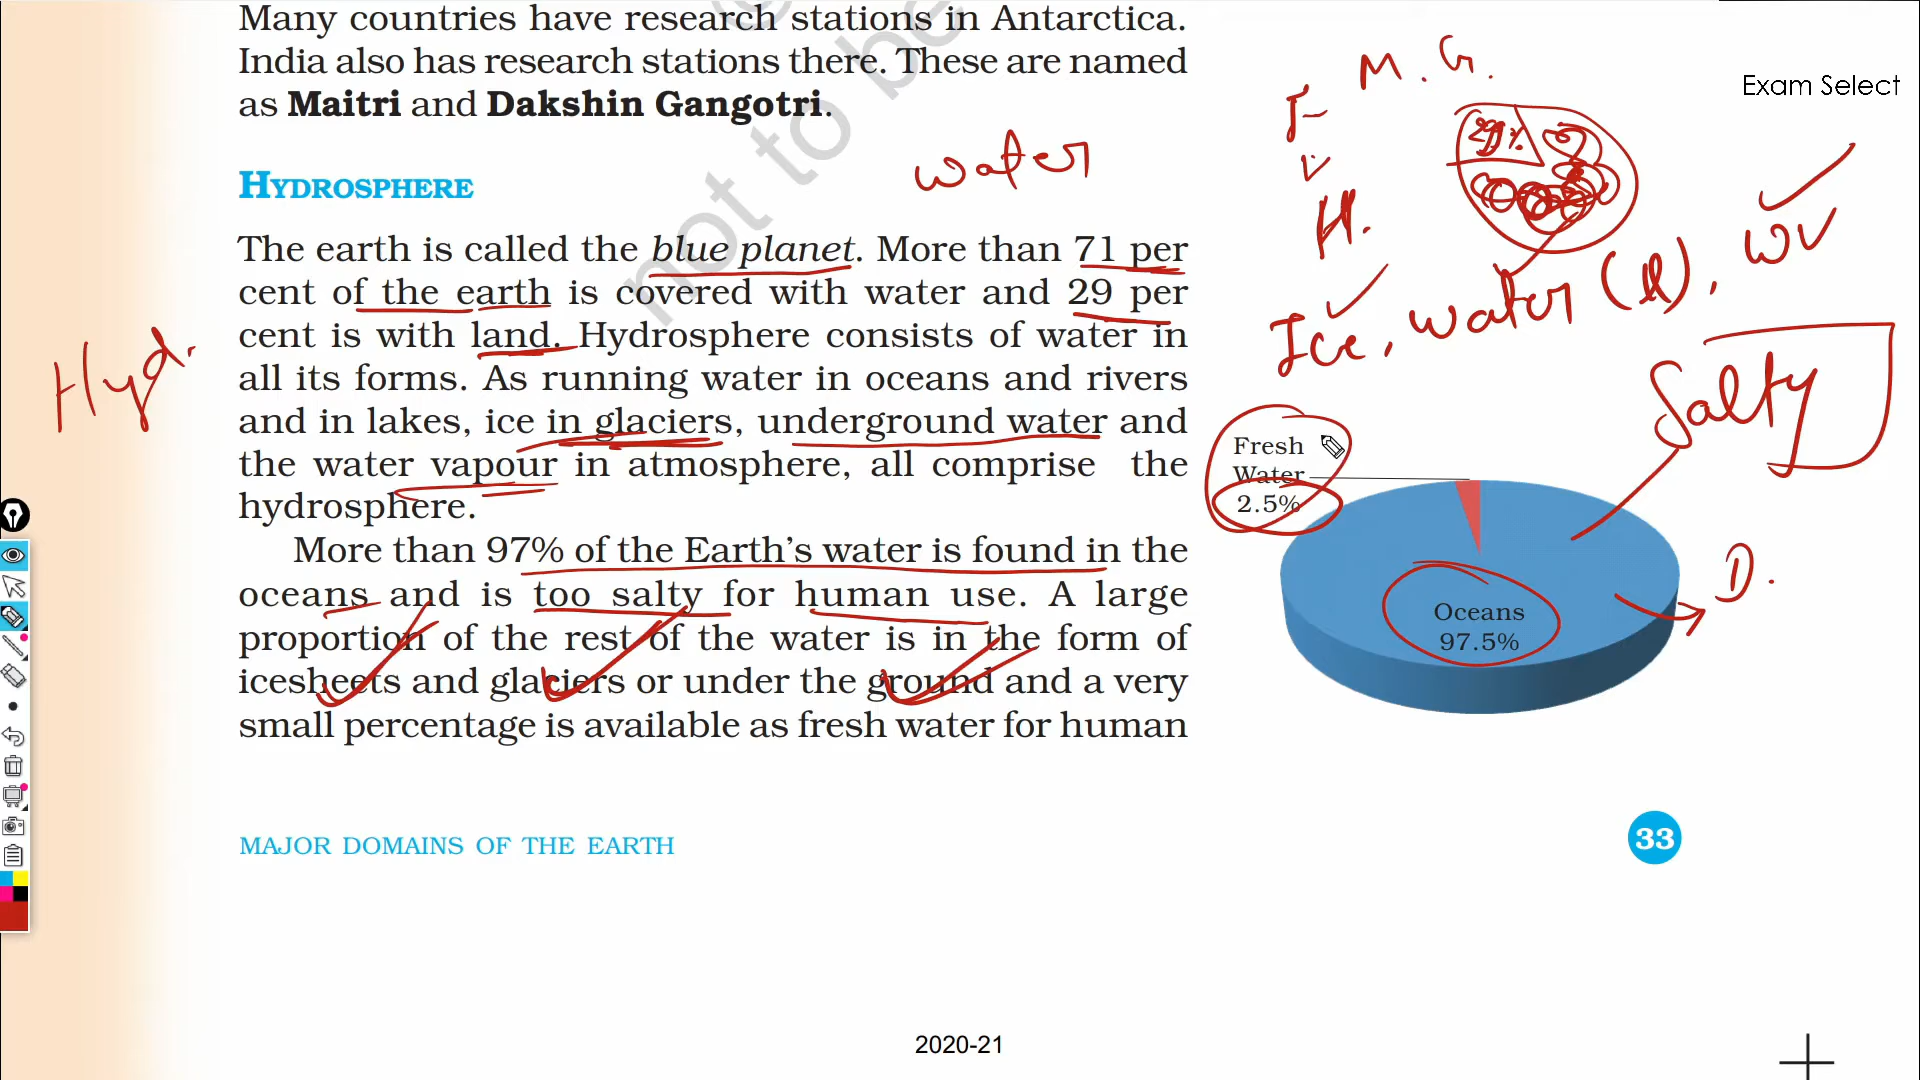 Many countries have research stations in Antarctica.
India also has research stations there. These are named
as Maitri and Dakshin Gangotri.
HYDROSPHERE
The earth is called the blue planet. More than 71 per
cent of the earth is covered with water and 29 per
cent is with land. Hydrosphere consists of water in
all its forms. As running water in oceans and rivers
and in lakes, ice in glaciers, underground water and
the water vapour in atmosphere, all comprise the
hydrosphere.
More than 97% of the Earth's water is found in the
oceans and is too salty for human use. A large
proportion of the rest of the water is in the form of
icesheets and glaciers or under the ground and a very
small percentage is available as fresh water for human
MAJOR DOMAINS OF THE EARTH
33
2020-21
not to be
water
Hyd.
M. G.
29%
H.
Ice, water (l), WV
Salty
D.
Exam Select
Fresh
Water
2.5%
Oceans
97.5%